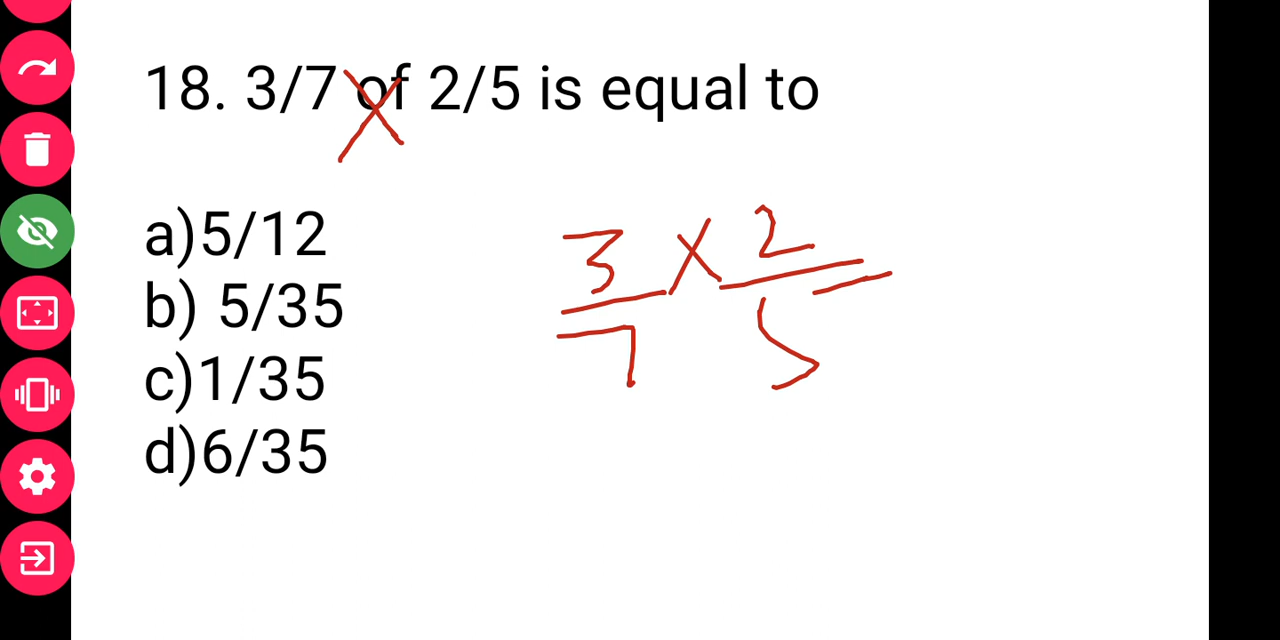 18. 3/7 of 2/5 is equal to
a)5/12
b) 5/35
c)1/35
d)6/35
3/7 X 2/5 =